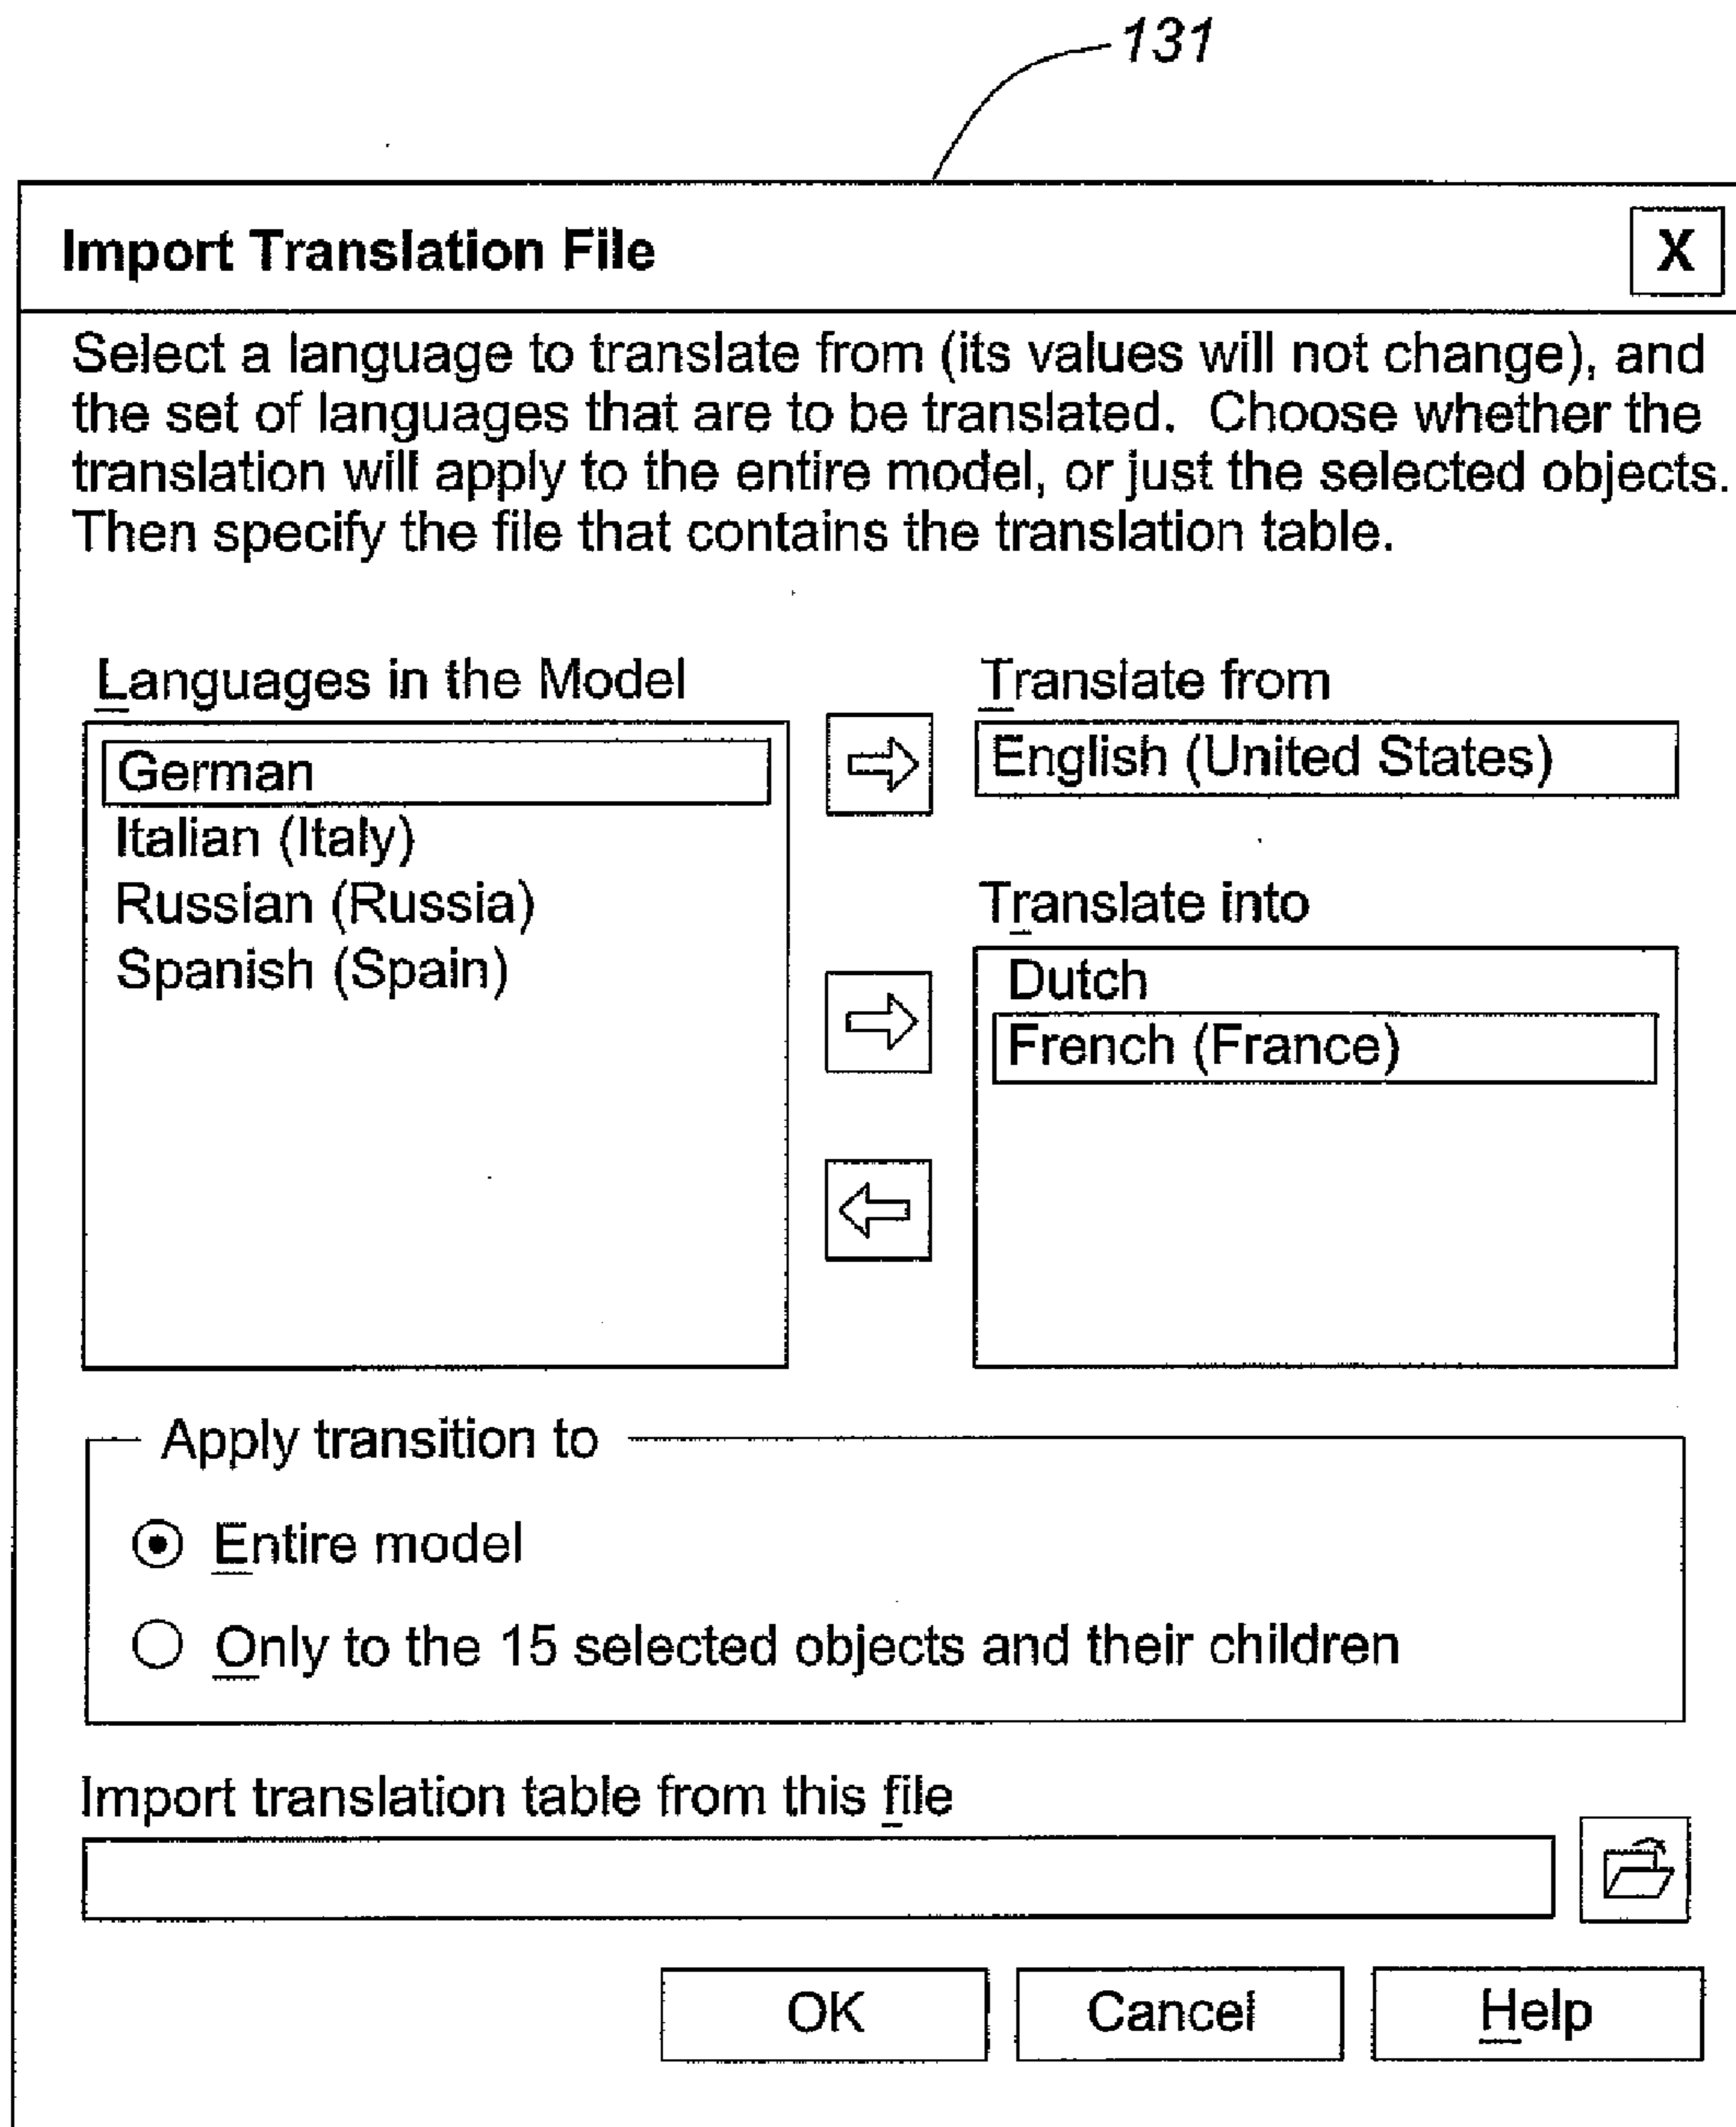 131
Import Translation File
X
Select a language to translate from (its values will not change), and
the set of languages that are to be translated. Choose whether the
translation will apply to the entire model, or just the selected objects.
Then specify the file that contains the translation table.
Languages in the Model
German
Italian (Italy)
Russian (Russia)
Spanish (Spain)
Translate from
English (United States)
Translate into
Dutch
French (France)
Apply transition to
Entire model
Only to the 15 selected objects and their children
Import translation table from this file
OK
Cancel
Help